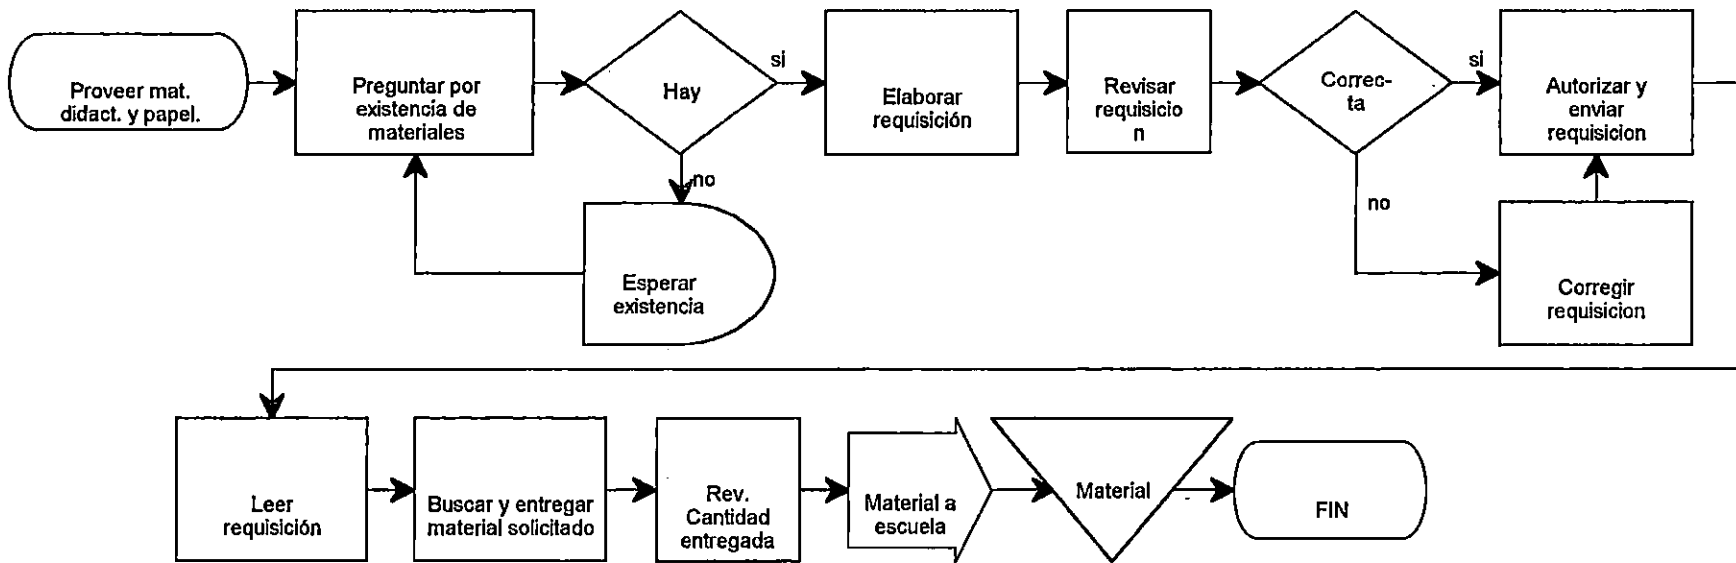 Proveer mat.
didact. y papel.
Preguntar por
existencia de
materiales
Hay
si
no
Esperar
existencia
Elaborar
requisición
Revisar
requisicio
n
Correc-
ta
si
no
Autorizar y
enviar
requisicion
Corregir
requisicion
Leer
requisición
Buscar y entregar
material solicitado
Rev.
Cantidad
entregada
Material a
escuela
Material
FIN